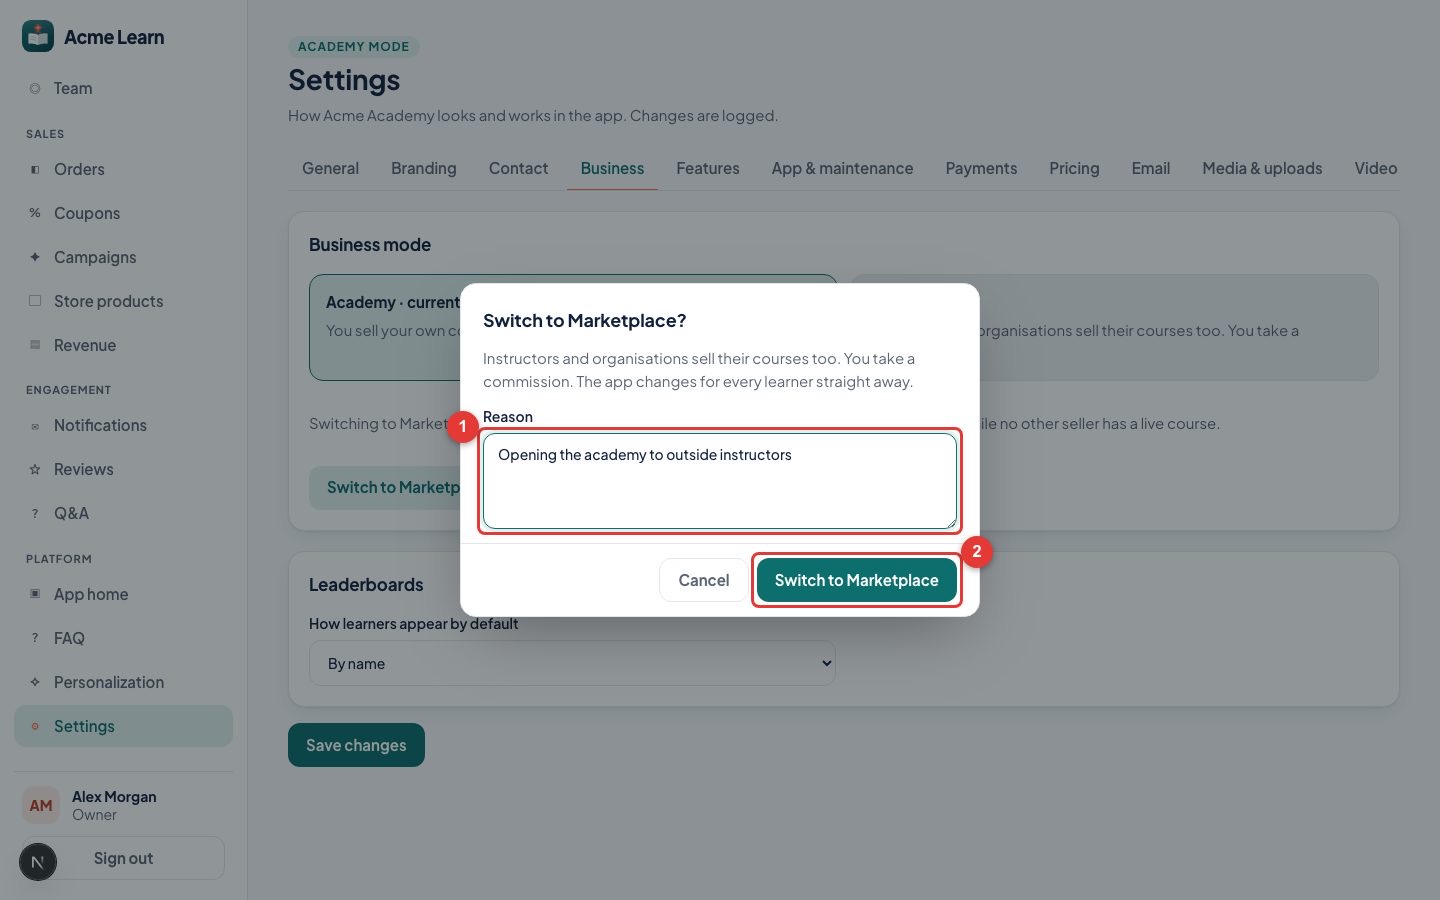 Acme Learn
Team
SALES
Orders
% Coupons
Campaigns
Store products
Revenue
ENGAGEMENT
Notifications
Reviews
? Q&A
PLATFORM
App home
? FAQ
Personalization
Settings
AM
Alex Morgan
Owner
N
Sign out
ACADEMY MODE
Settings
How Acme Academy looks and works in the app. Changes are logged.
General Branding Contact Business Features App & maintenance Payments Pricing Email Media & uploads Video
Business mode
Academy · current
You sell your own
organisations sell their courses too. You take a
Switching to
no other seller has a live course.
Switch to
Switch to Marketplace?
Instructors and organisations sell their courses too. You take a
commission. The app changes for every learner straight away.
Reason
1
Opening the academy to outside instructors
2
Cancel
Switch to Marketplace
Leaderboards
How learners appear by default
By name
Save changes